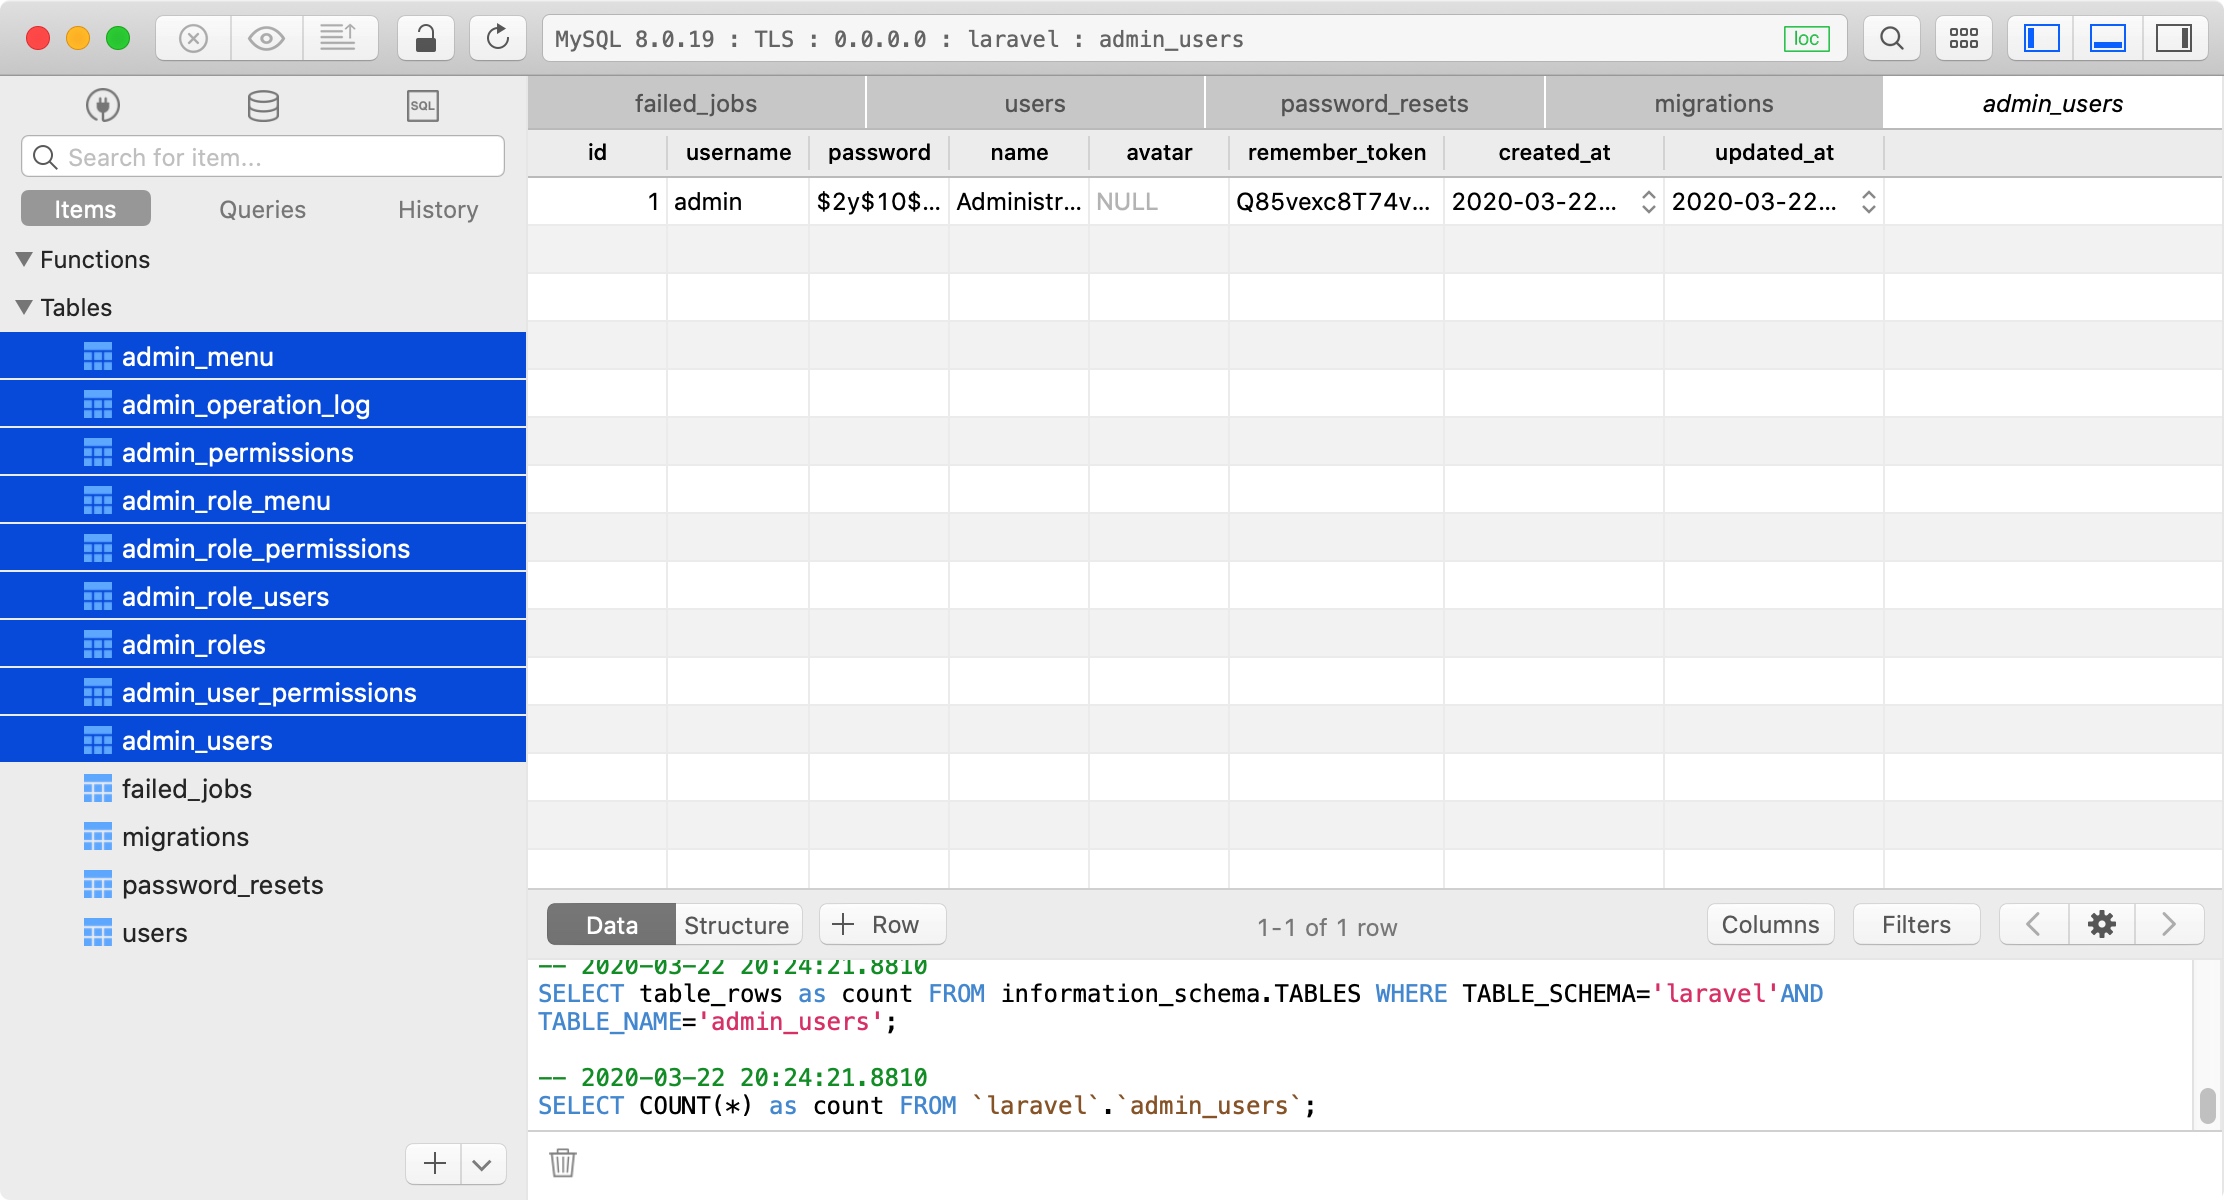 MySQL 8.0.19 : TLS : 0.0.0.0 : laravel : admin_users
loc
SQL
Search for item...
Items Queries History
Functions
Tables
admin_menu
admin_operation_log
admin_permissions
admin_role_menu
admin_role_permissions
admin_role_users
admin_roles
admin_user_permissions
admin_users
failed_jobs
migrations
password_resets
users
failed_jobs users password_resets migrations admin_users
id username password name avatar remember_token created_at updated_at
1 admin $2y$10$... Administr... NULL Q85vexc8T74v... 2020-03-22... 2020-03-22...
Data Structure + Row 1-1 of 1 row Columns Filters
-- 2020-03-22 20:24:21.8810
SELECT table_rows as count FROM information_schema.TABLES WHERE TABLE_SCHEMA='laravel'AND
TABLE_NAME='admin_users';
-- 2020-03-22 20:24:21.8810
SELECT COUNT(*) as count FROM `laravel`.`admin_users`;